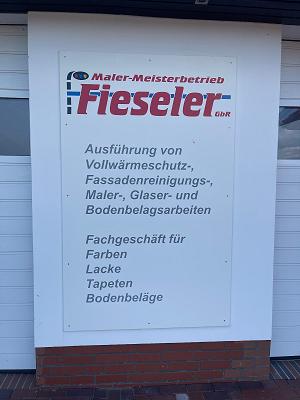 Maler-Meisterbetrieb
Fieseler GbR
Ausführung von
Vollwärmeschutz-,
Fassadenreinigungs-,
Maler-, Glaser- und
Bodenbelagsarbeiten
Fachgeschäft für
Farben
Lacke
Tapeten
Bodenbeläge